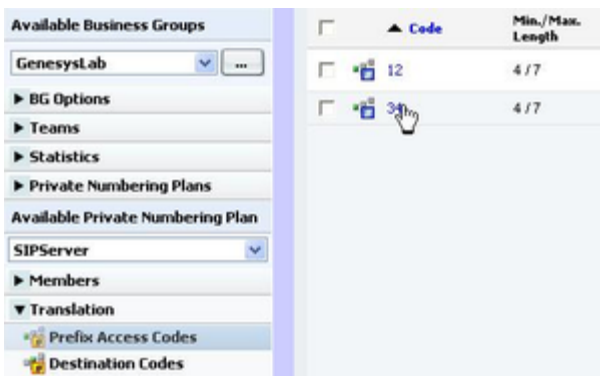 Available Business Groups
GenesysLab
...
BG Options
Teams
Statistics
Private Numbering Plans
Available Private Numbering Plan
SIPServer
Members
Translation
Prefix Access Codes
Destination Codes
Code
Min./Max.
Length
12
4 / 7
4 / 7